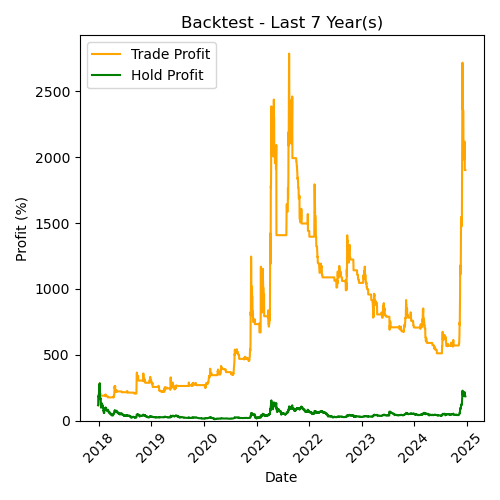 Backtest - Last 7 Year(s)
Trade Profit
Hold Profit
Profit (%)
2500
2000
1500
1000
500
0
2018 2019 2020 2021 2022 2023 2024 2025
Date